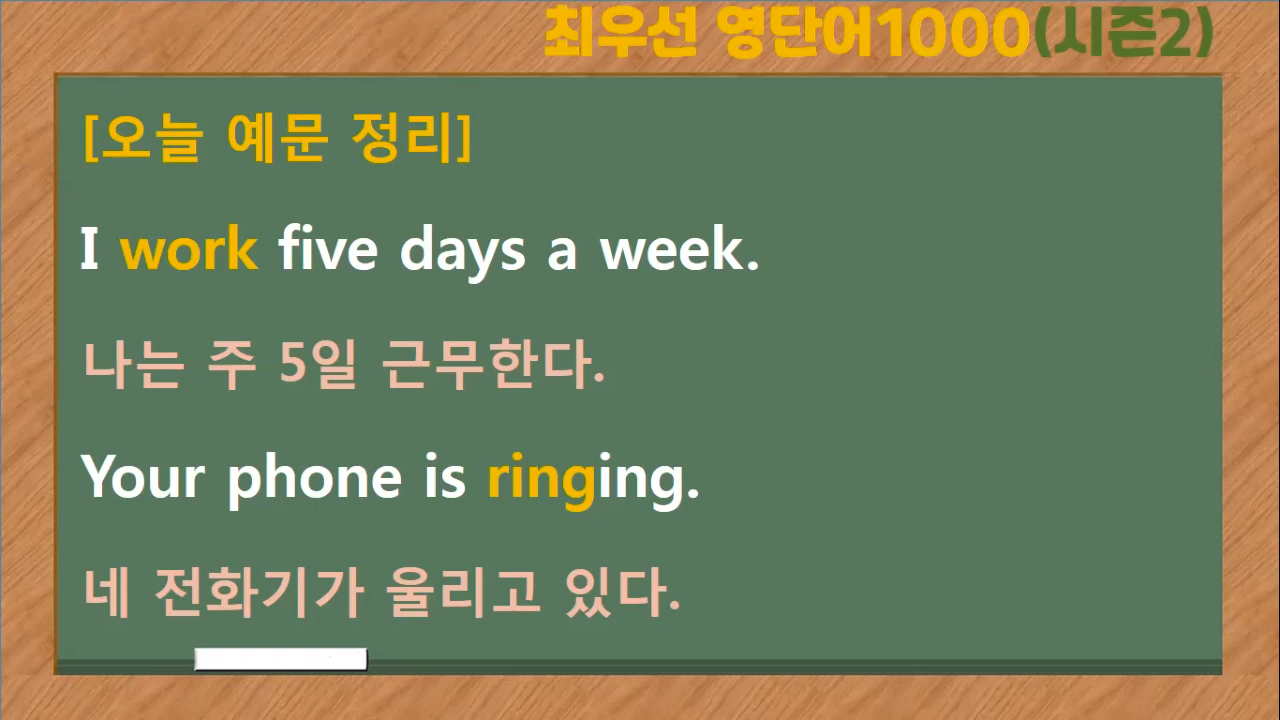 최우선 영단어1000(시즌2)
[오늘 예문 정리]
I work five days a week.
나는 주 5일 근무한다.
Your phone is ringing.
네 전화기가 울리고 있다.